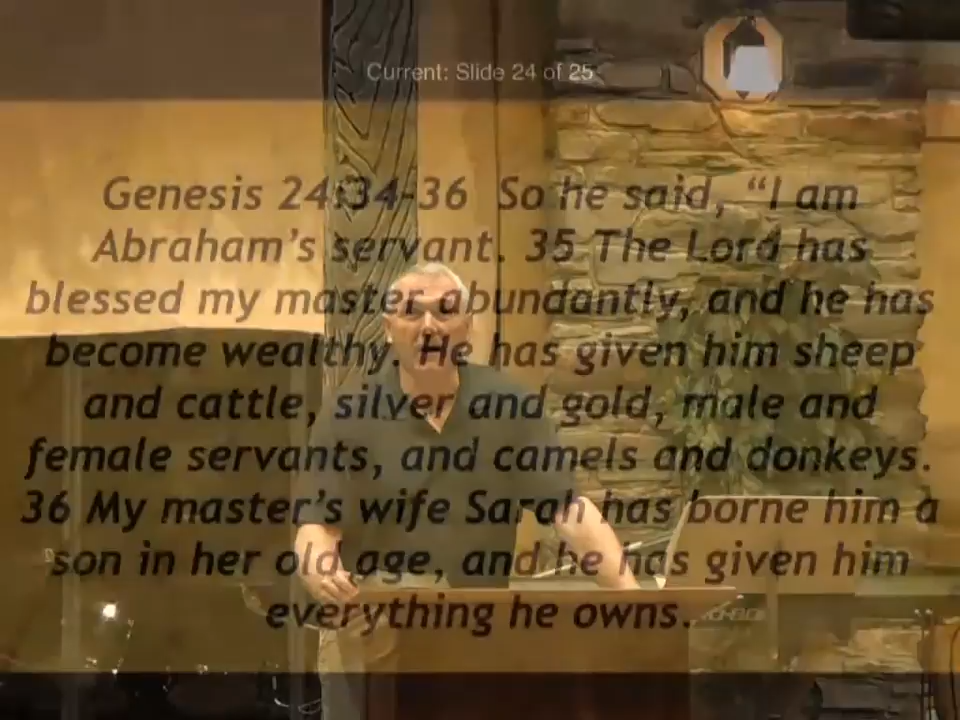 Current: Slide 24 of 25
Genesis 24:34-36 So he said, “I am
Abraham’s servant. 35 The Lord has
blessed my master abundantly, and he has
become wealthy. He has given him sheep
and cattle, silver and gold, male and
female servants, and camels and donkeys.
36 My master’s wife Sarah has borne him a
son in her old age, and he has given him
everything he owns.